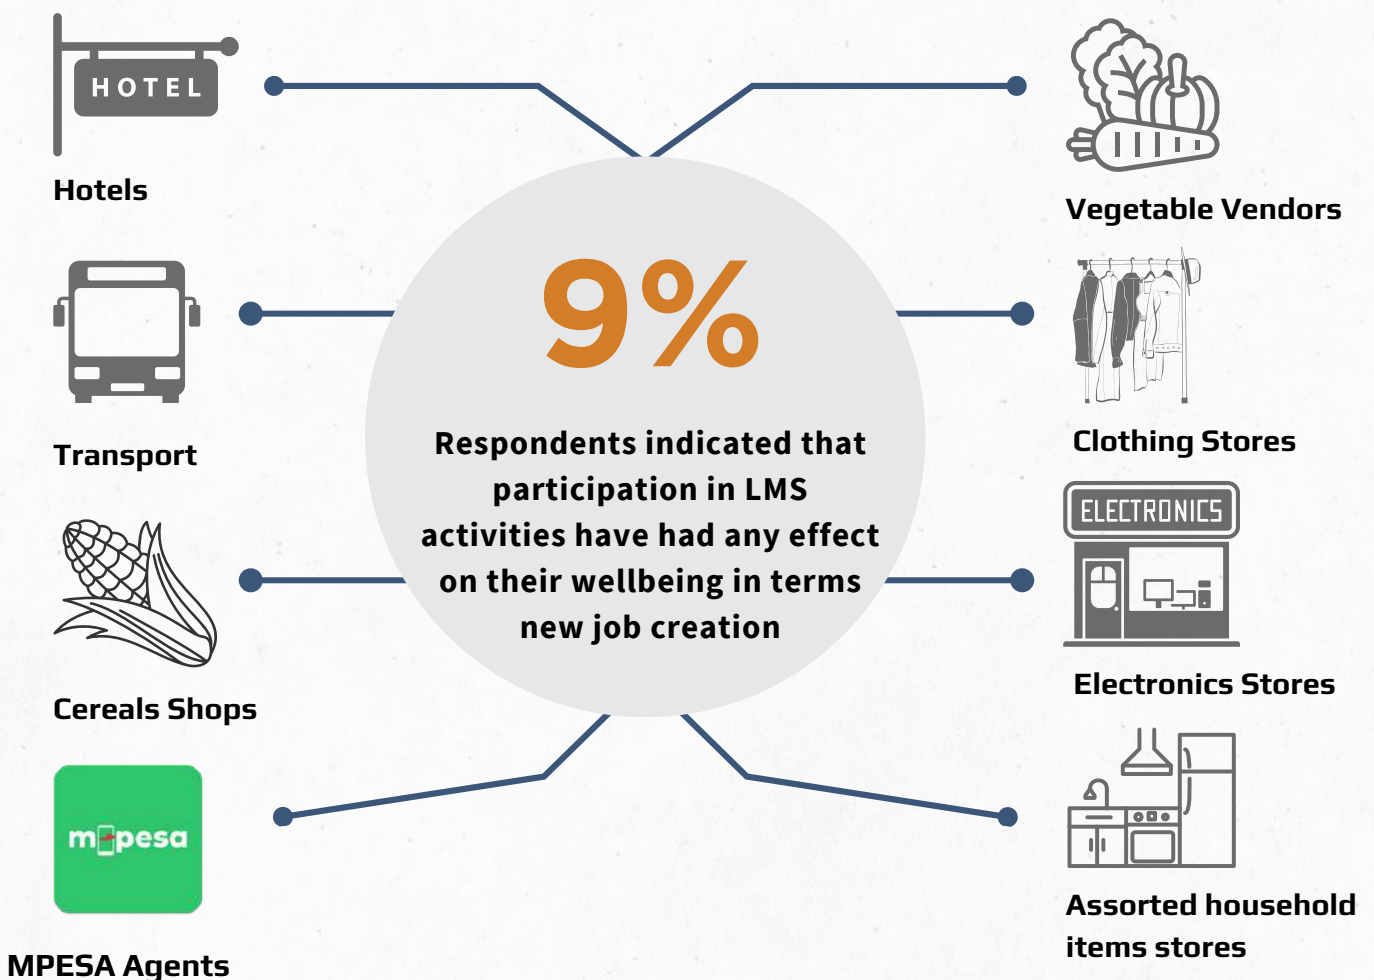 HOTEL
Hotels
Transport
Cereals Shops
m pesa
MPESA Agents
9%
Respondents indicated that
participation in LMS
activities have had any effect
on their wellbeing in terms
new job creation
Vegetable Vendors
Clothing Stores
ELECTRONICS
Electronics Stores
Assorted household
items stores